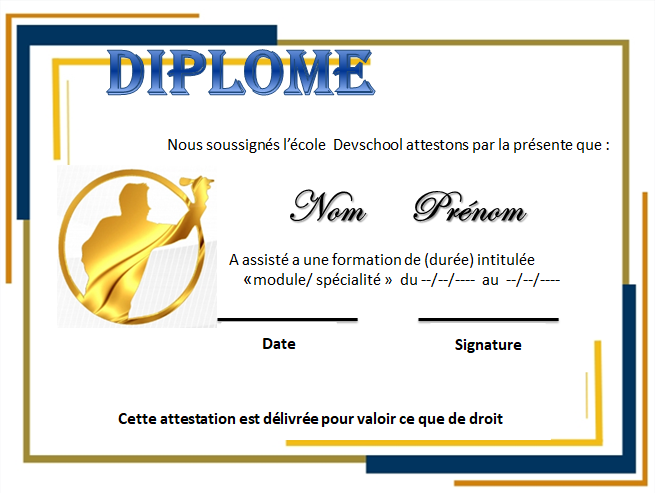 DIPLOME
Nous soussignés l’école Devschool attestons par la présente que :
Nom Prénom
A assisté a une formation de (durée) intitulée
«module/ spécialité » du --/--/---- au --/--/----
Date Signature
Cette attestation est délivrée pour valoir ce que de droit